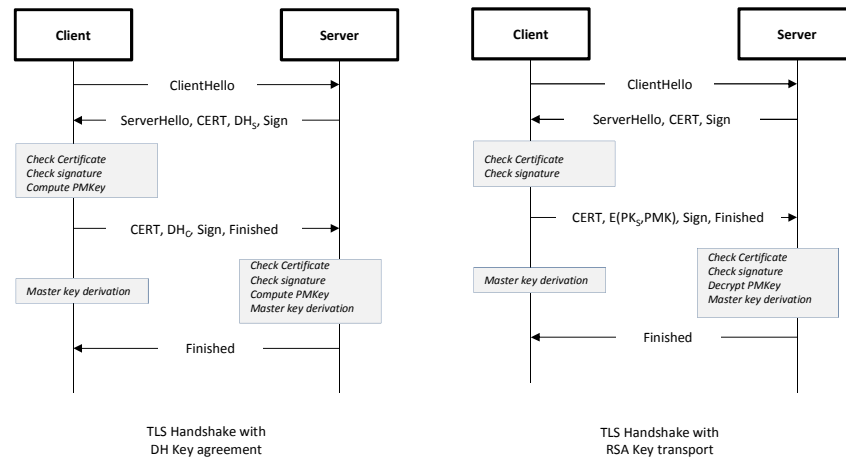 Client
Server
ClientHello
ServerHello, CERT, DHS, Sign
Check Certificate
Check signature
Compute PMKey
CERT, DHC, Sign, Finished
Check Certificate
Check signature
Compute PMKey
Master key derivation
Master key derivation
Finished
TLS Handshake with
DH Key agreement
Client
Server
ClientHello
ServerHello, CERT, Sign
Check Certificate
Check signature
CERT, E(PKS,PMK), Sign, Finished
Check Certificate
Check signature
Decrypt PMKey
Master key derivation
Master key derivation
Finished
TLS Handshake with
RSA Key transport